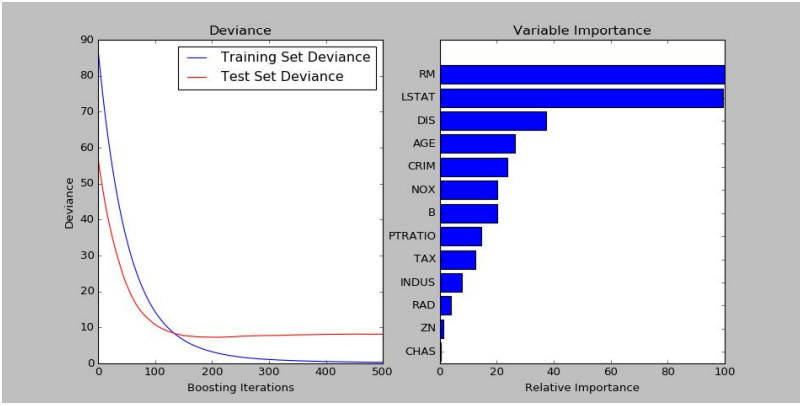 Deviance
90
80
70
60
50
40
30
20
10
0
Deviance
Training Set Deviance
Test Set Deviance
0 100 200 300 400 500
Boosting Iterations
Variable Importance
RM
LSTAT
DIS
AGE
CRIM
NOX
B
PTRATIO
TAX
INDUS
RAD
ZN
CHAS
0 20 40 60 80 100
Relative Importance